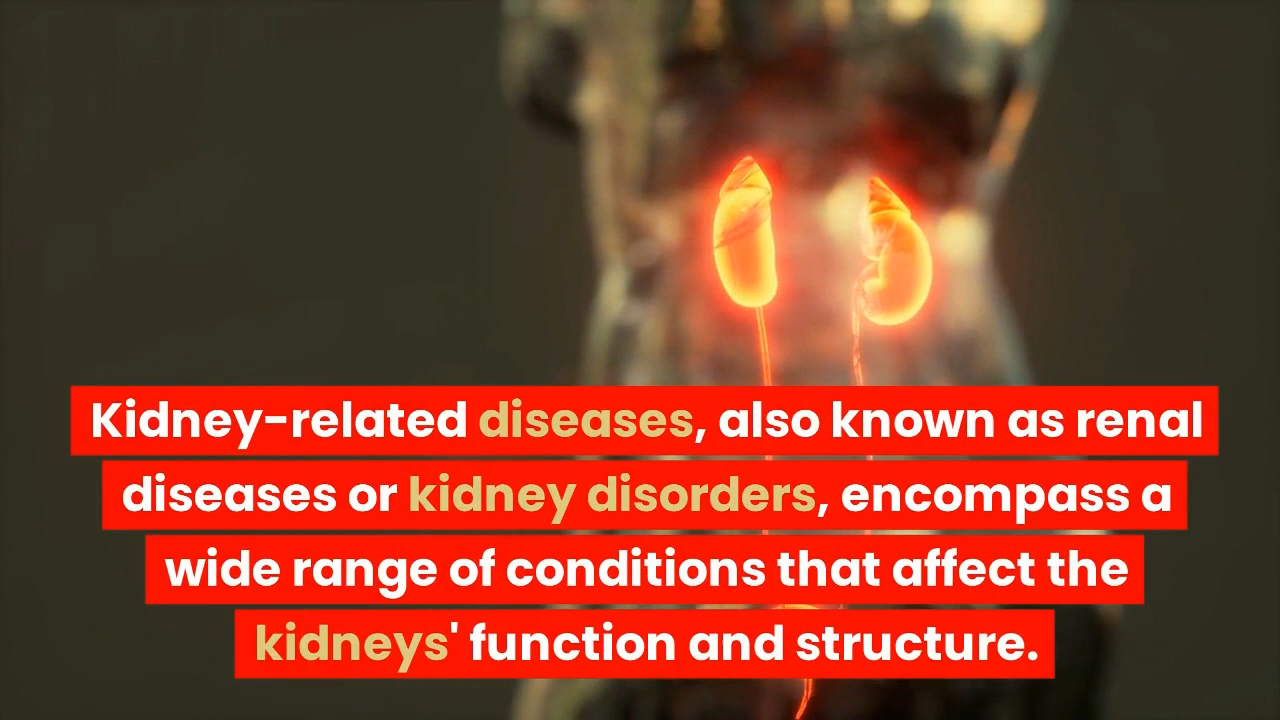 Kidney-related diseases, also known as renal
diseases or kidney disorders, encompass a
wide range of conditions that affect the
kidneys' function and structure.